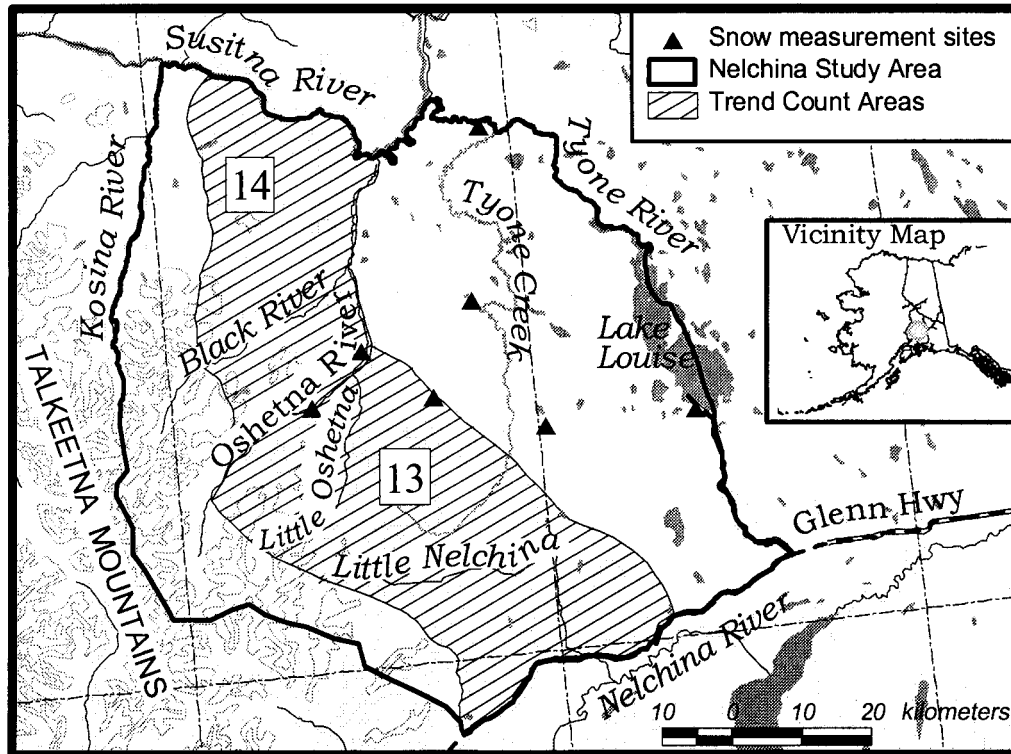 Susitna River
Snow measurement sites
Nelchina Study Area
Trend Count Areas
14
Kosina River
Tyone River
Tyone Creek
Vicinity Map
Black River
Oshetna River
Lake
Louise
Little Oshetna
13
TALKEETNA MOUNTAINS
Little Nelchina
Glenn Hwy
Nelchina River
10 0 10 20 kilometers